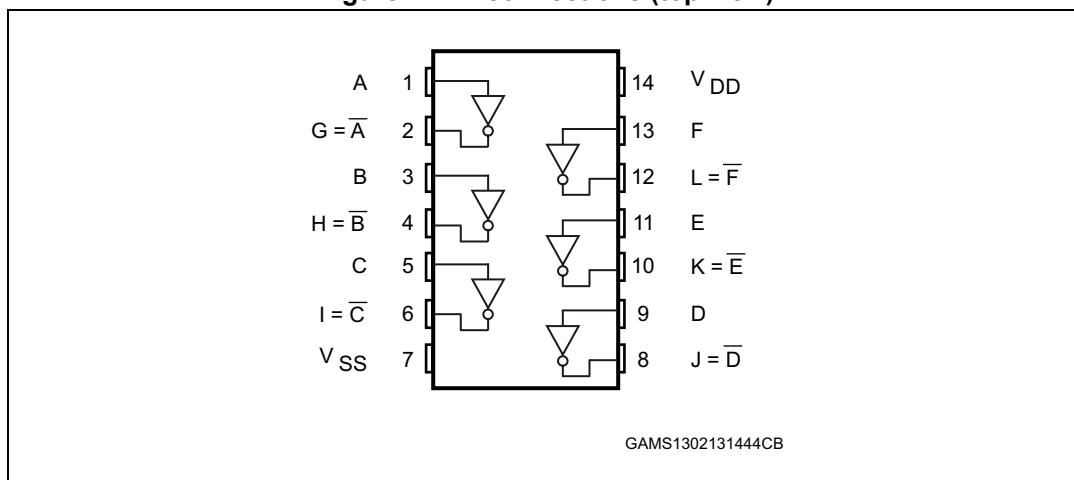 A 1 14 V DD
G = A̅ 2 13 F
B 3 12 L = F̅
H = B̅ 4 11 E
C 5 10 K = E̅
I = C̅ 6 9 D
V SS 7 8 J = D̅
GAMS1302131444CB